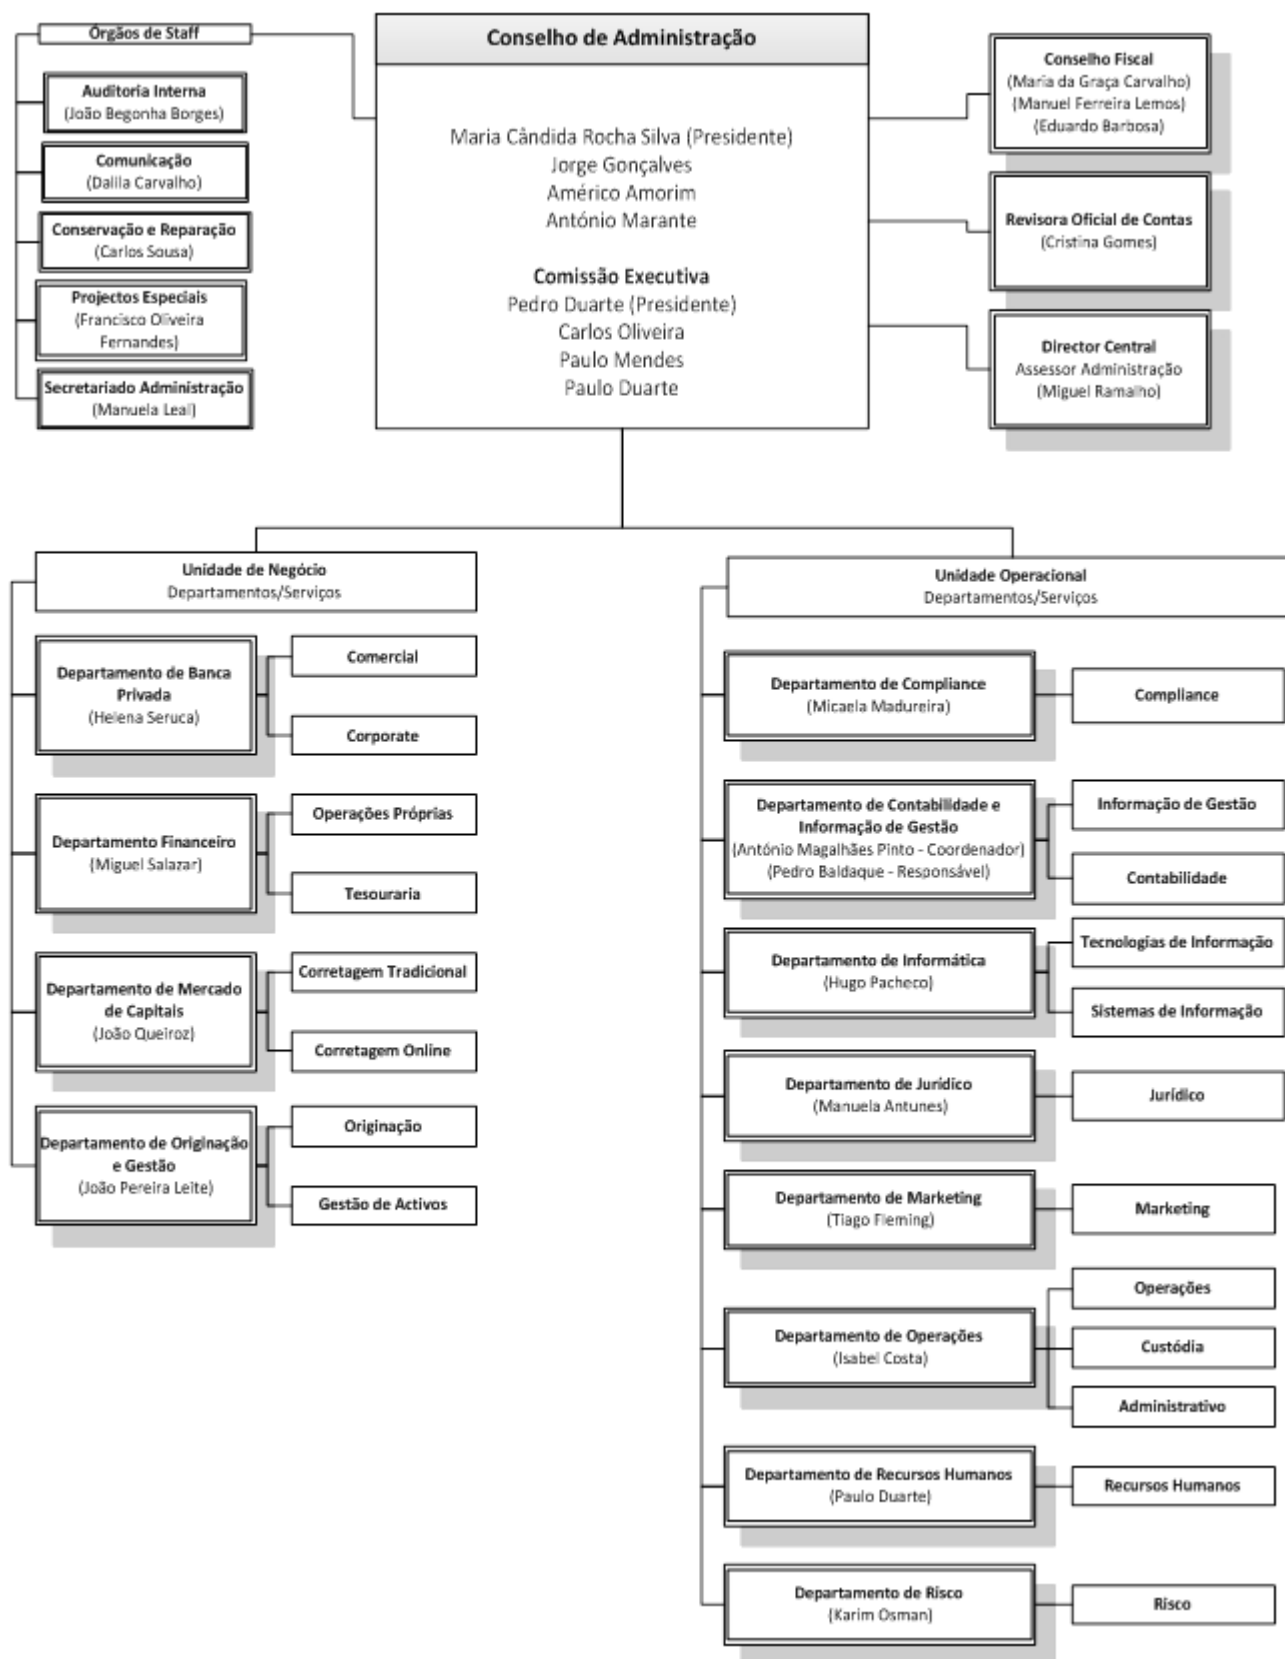 Órgãos de Staff
Auditoria Interna
(João Begonha Borges)
Comunicação
(Dalila Carvalho)
Conservação e Reparação
(Carlos Sousa)
Projectos Especiais
(Francisco Oliveira
Fernandes)
Secretariado Administração
(Manuela Leal)
Conselho de Administração
Maria Cândida Rocha Silva (Presidente)
Jorge Gonçalves
Américo Amorim
António Marante
Comissão Executiva
Pedro Duarte (Presidente)
Carlos Oliveira
Paulo Mendes
Paulo Duarte
Conselho Fiscal
(Maria da Graça Carvalho)
(Manuel Ferreira Lemos)
(Eduardo Barbosa)
Revisora Oficial de Contas
(Cristina Gomes)
Director Central
Assessor Administração
(Miguel Ramalho)
Unidade de Negócio
Departamentos/Serviços
Departamento de Banca
Privada
(Helena Seruca)
Comercial
Corporate
Departamento Financeiro
(Miguel Salazar)
Operações Próprias
Tesouraria
Departamento de Mercado
de Capitais
(João Queiroz)
Corretagem Tradicional
Corretagem Online
Departamento de Originação
e Gestão
(João Pereira Leite)
Originação
Gestão de Activos
Unidade Operacional
Departamentos/Serviços
Departamento de Compliance
(Micaela Madureira)
Compliance
Departamento de Contabilidade e
Informação de Gestão
(António Magalhães Pinto - Coordenador)
(Pedro Baldaque - Responsável)
Informação de Gestão
Contabilidade
Departamento de Informática
(Hugo Pacheco)
Tecnologias de Informação
Sistemas de Informação
Departamento de Jurídico
(Manuela Antunes)
Jurídico
Departamento de Marketing
(Tiago Fleming)
Marketing
Departamento de Operações
(Isabel Costa)
Operações
Custódia
Administrativo
Departamento de Recursos Humanos
(Paulo Duarte)
Recursos Humanos
Departamento de Risco
(Karim Osman)
Risco